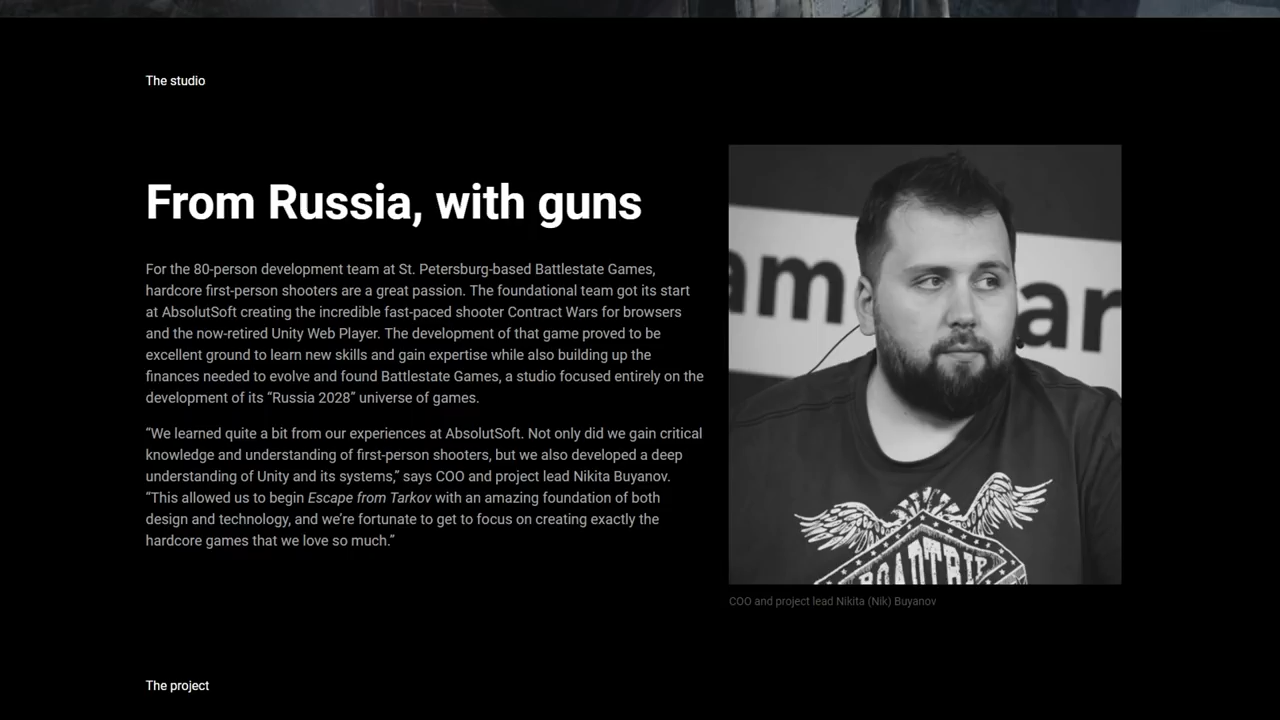 The studio
From Russia, with guns
For the 80-person development team at St. Petersburg-based Battlestate Games,
hardcore first-person shooters are a great passion. The foundational team got its start
at AbsolutSoft creating the incredible fast-paced shooter Contract Wars for browsers
and the now-retired Unity Web Player. The development of that game proved to be
excellent ground to learn new skills and gain expertise while also building up the
finances needed to evolve and found Battlestate Games, a studio focused entirely on the
development of its “Russia 2028” universe of games.
“We learned quite a bit from our experiences at AbsolutSoft. Not only did we gain critical
knowledge and understanding of first-person shooters, but we also developed a deep
understanding of Unity and its systems,” says COO and project lead Nikita Buyanov.
“This allowed us to begin Escape from Tarkov with an amazing foundation of both
design and technology, and we’re fortunate to get to focus on creating exactly the
hardcore games that we love so much.”
am
ar
ROADTRIP
COO and project lead Nikita (Nik) Buyanov
The project